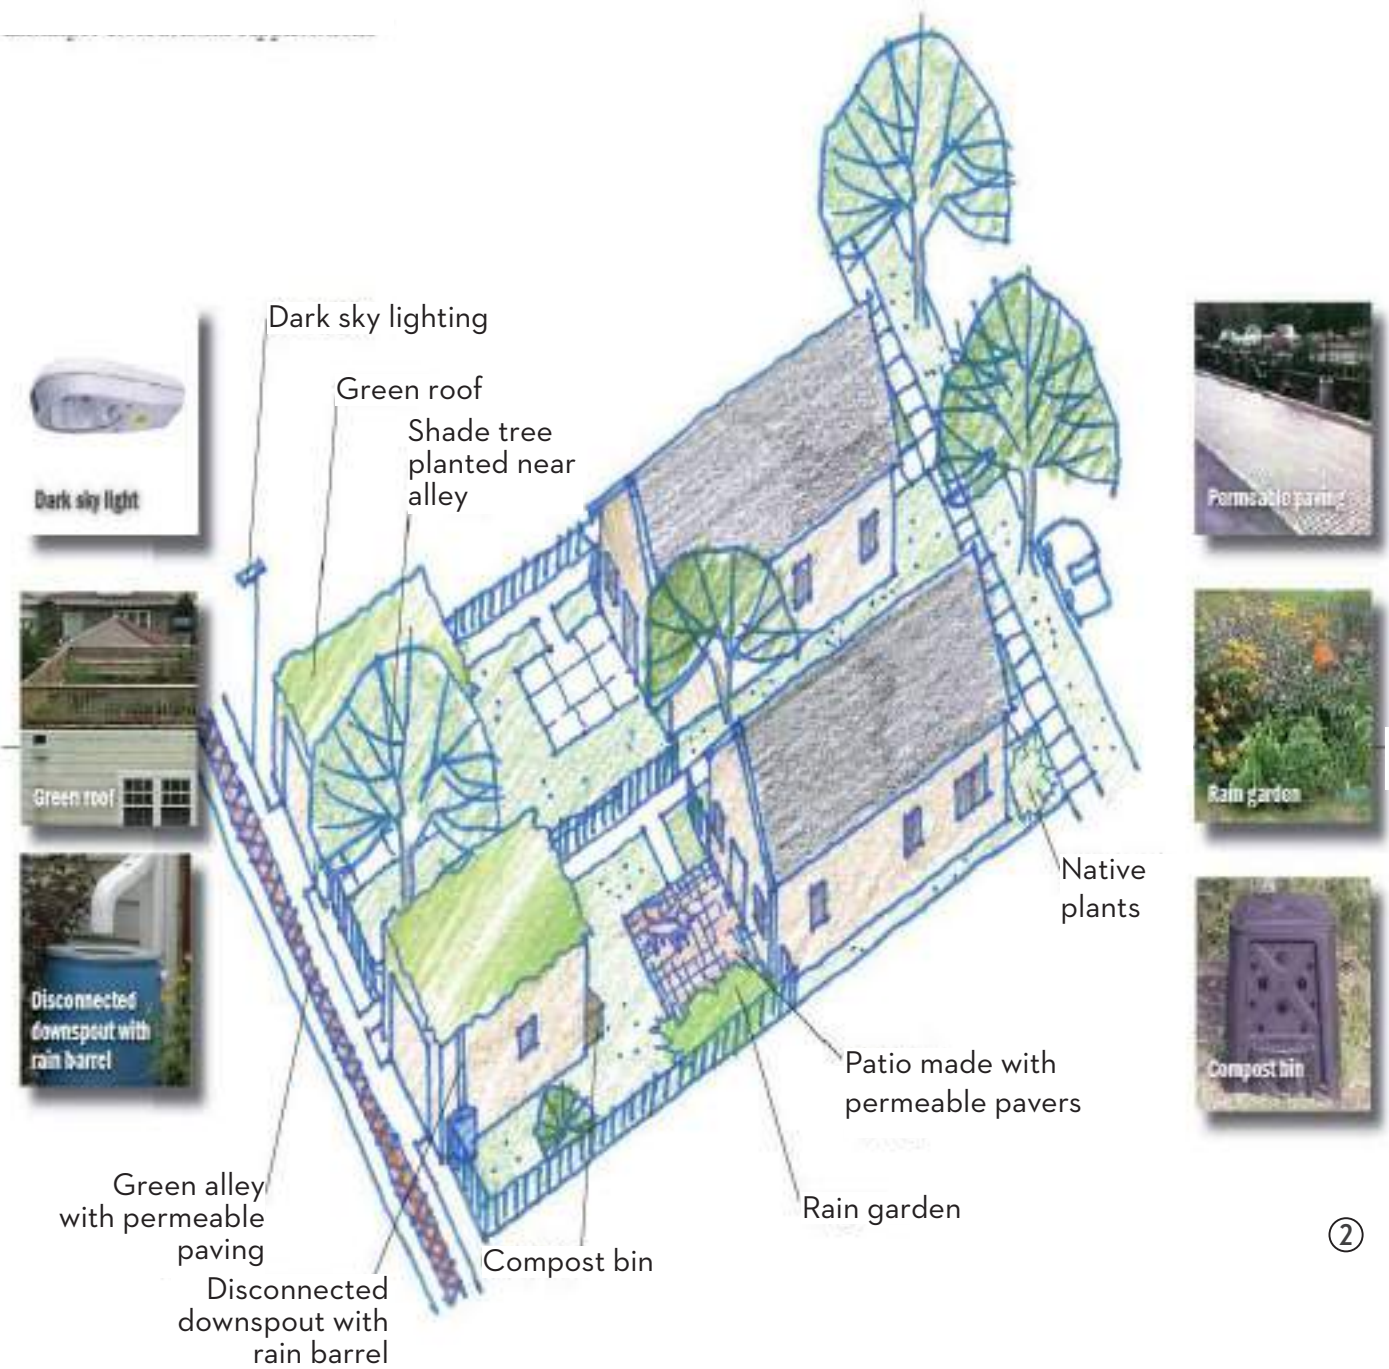 Dark sky lighting
Green roof
Shade tree
planted near
alley
Dark sky light
Green roof
Disconnected
downspout with
rain barrel
Permeable paving
Rain garden
Compost bin
Native
plants
Patio made with
permeable pavers
Rain garden
Compost bin
Green alley
with permeable
paving
Disconnected
downspout with
rain barrel
2